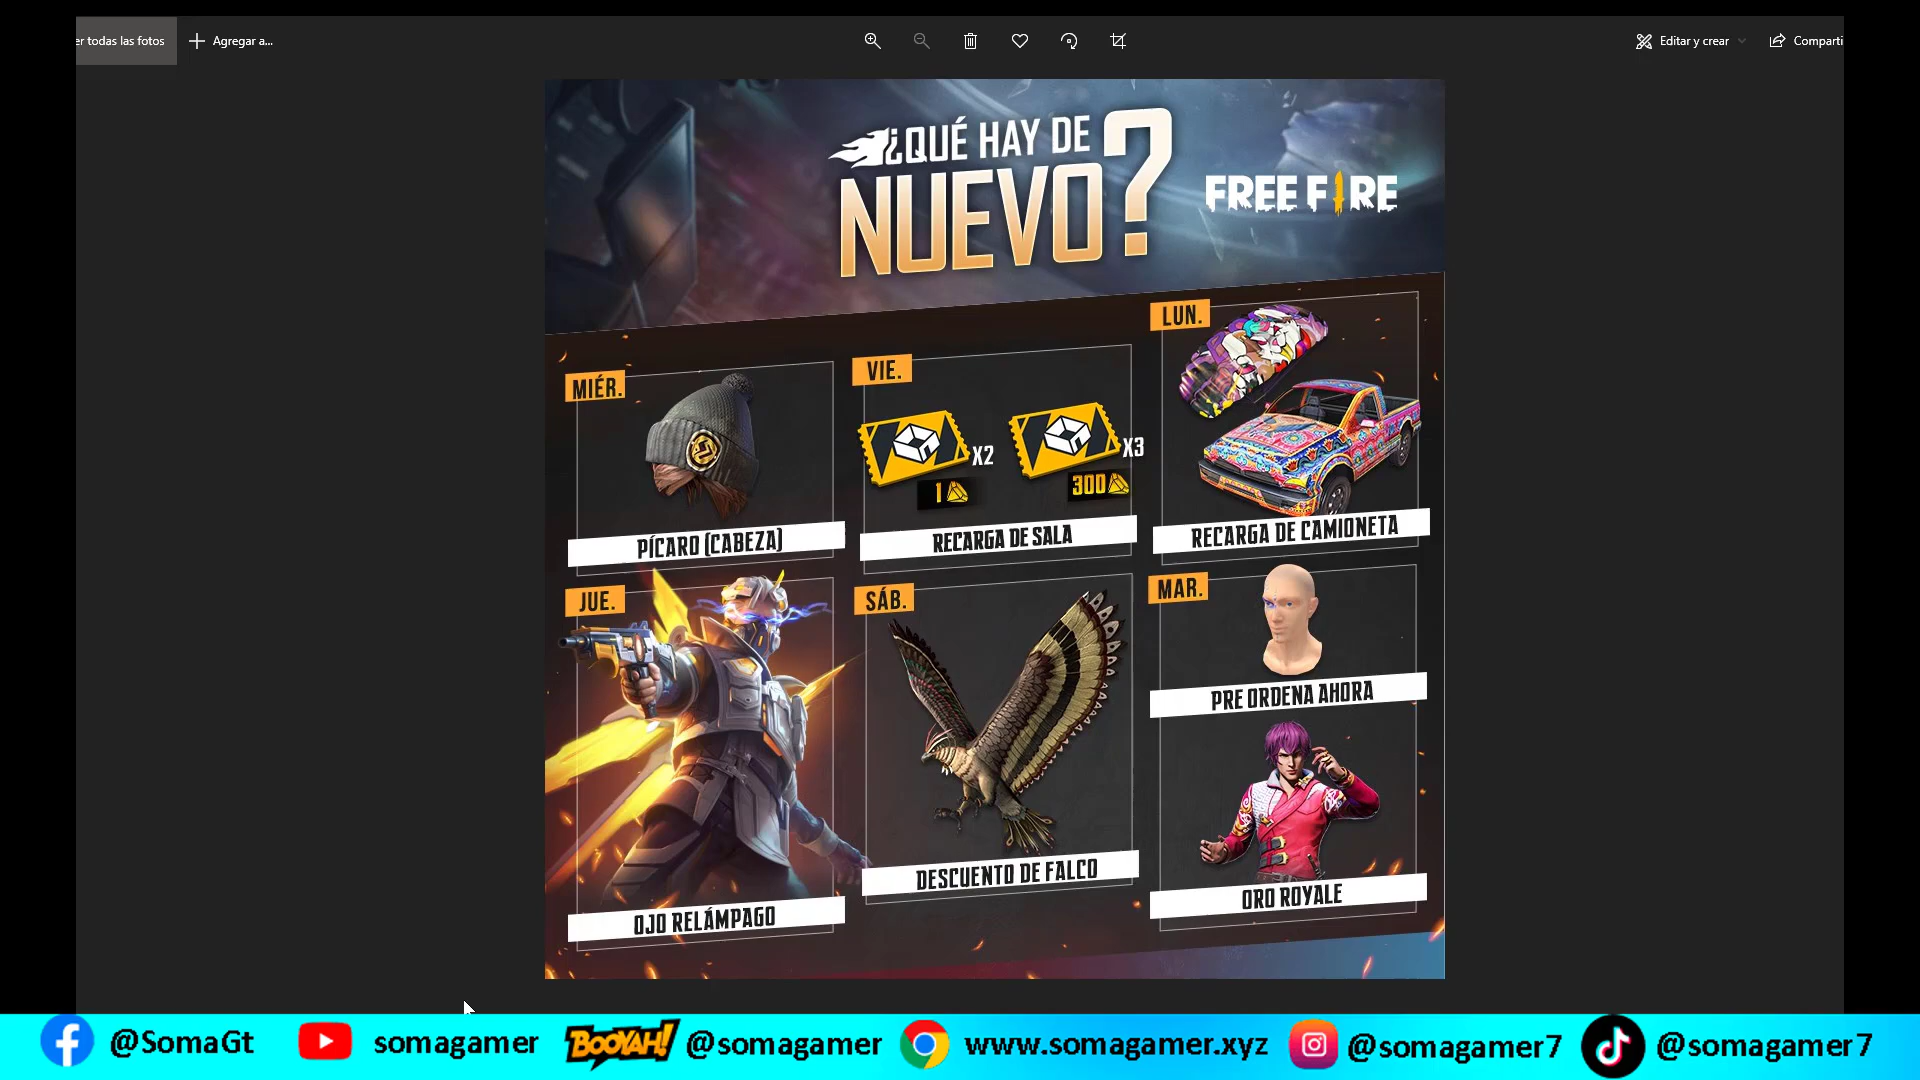 er todas las fotos
Agregar a...
Editar y crear
Comparti
¿QUÉ HAY DE
NUEVO?
FREE FIRE
MIÉR.
PÍCARO (CABEZA)
VIE.
X2
X3
1
300
RECARGA DE SALA
LUN.
RECARGA DE CAMIONETA
JUE.
OJO RELÁMPAGO
SÁB.
DESCUENTO DE FALCO
MAR.
PRE ORDENA AHORA
ORO ROYALE
@SomaGt
somagamer
BOOYAH!
@somagamer
www.somagamer.xyz
@somagamer7
@somagamer7